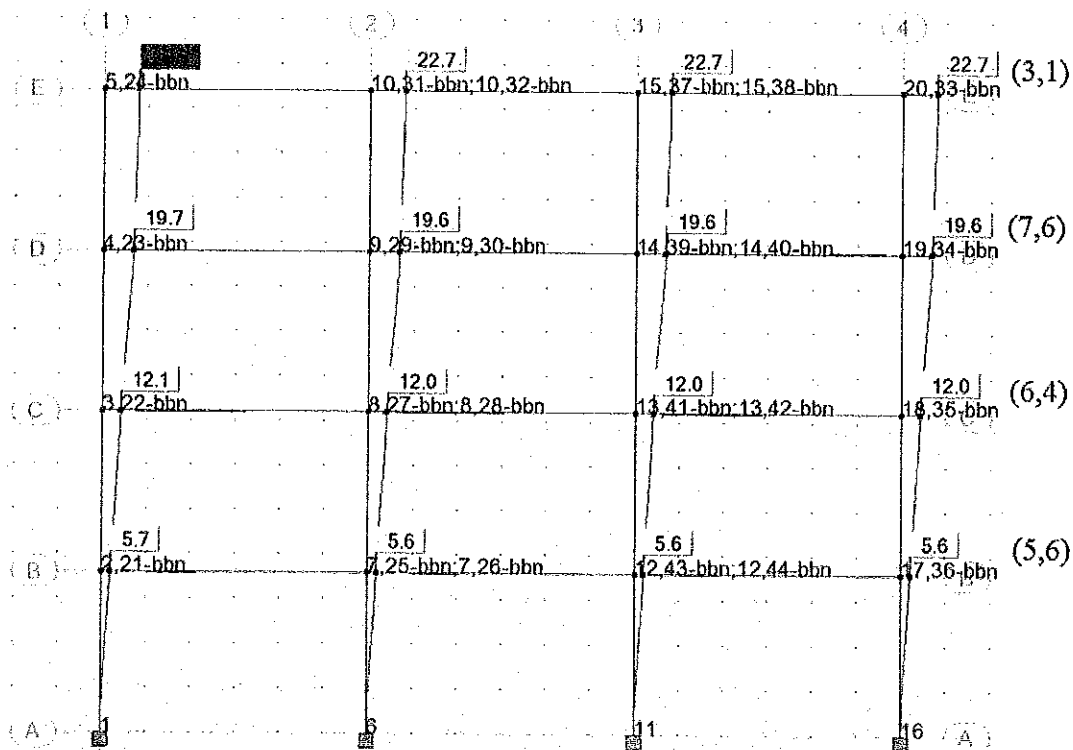 (1) (2) (3) (4)
22.7 22.7 22.7
(E) 5,24-bbn 10,31-bbn;10,32-bbn 15,37-bbn;15,38-bbn 20,33-bbn (3,1)
19.7 19.6 19.6 19.6
(D) 4,23-bbn 9,29-bbn;9,30-bbn 14,39-bbn;14,40-bbn 19,34-bbn (7,6)
12.1 12.0 12.0 12.0
(C) 3,22-bbn 8,27-bbn;8,28-bbn 13,41-bbn;13,42-bbn 18,35-bbn (6,4)
5.7 5.6 5.6 5.6
(B) 2,21-bbn 7,25-bbn;7,26-bbn 12,43-bbn;12,44-bbn 17,36-bbn (5,6)
(A) 1 6 11 16 (A)